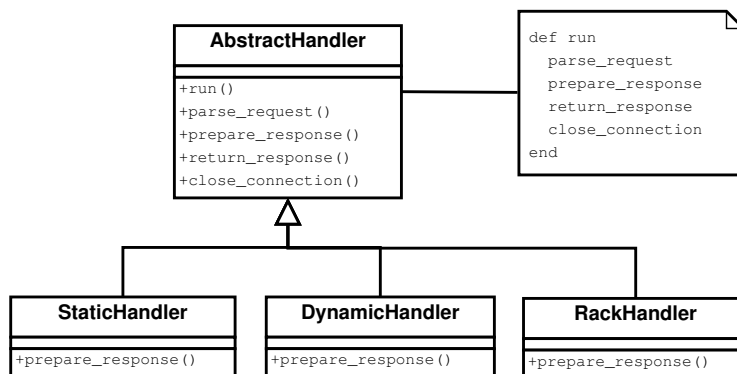 AbstractHandler
+run()
+parse_request()
+prepare_response()
+return_response()
+close_connection()
def run
  parse_request
  prepare_response
  return_response
  close_connection
end
StaticHandler
+prepare_response()
DynamicHandler
+prepare_response()
RackHandler
+prepare_response()